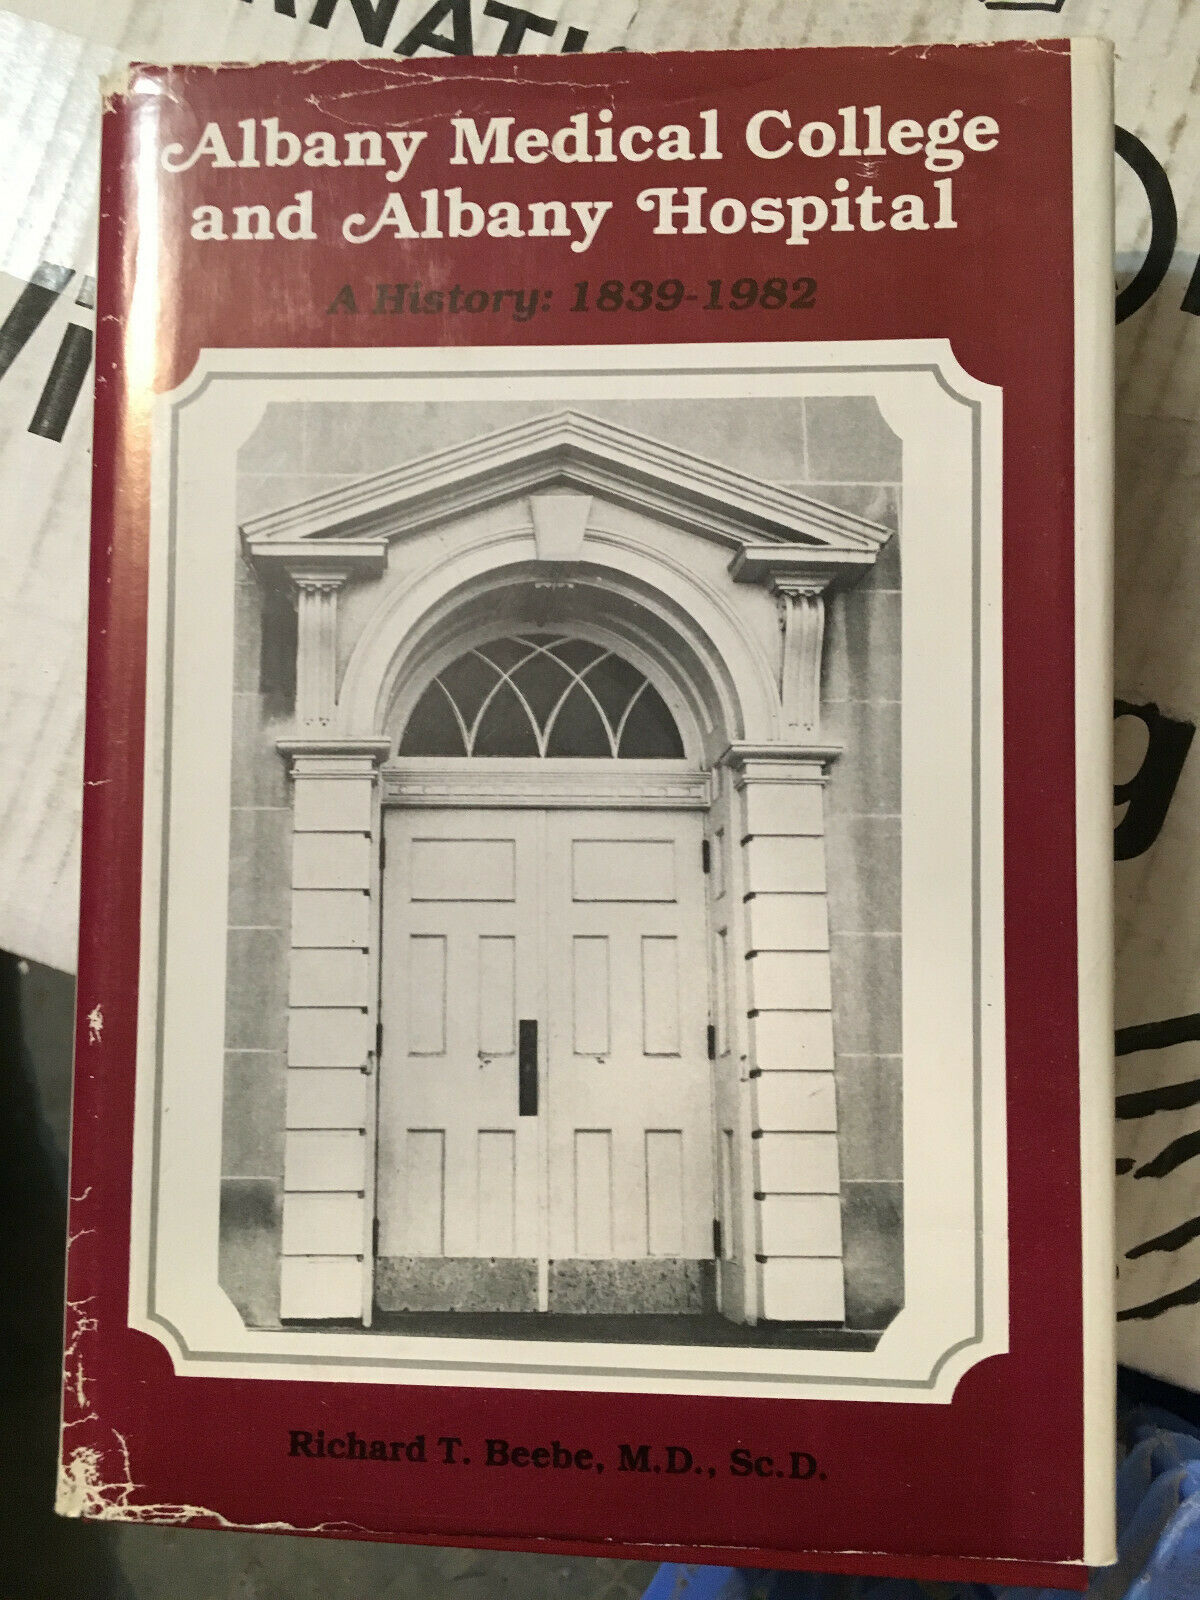 Albany Medical College
and Albany Hospital
A History: 1839-1982
Richard T. Beebe, M.D., Sc.D.